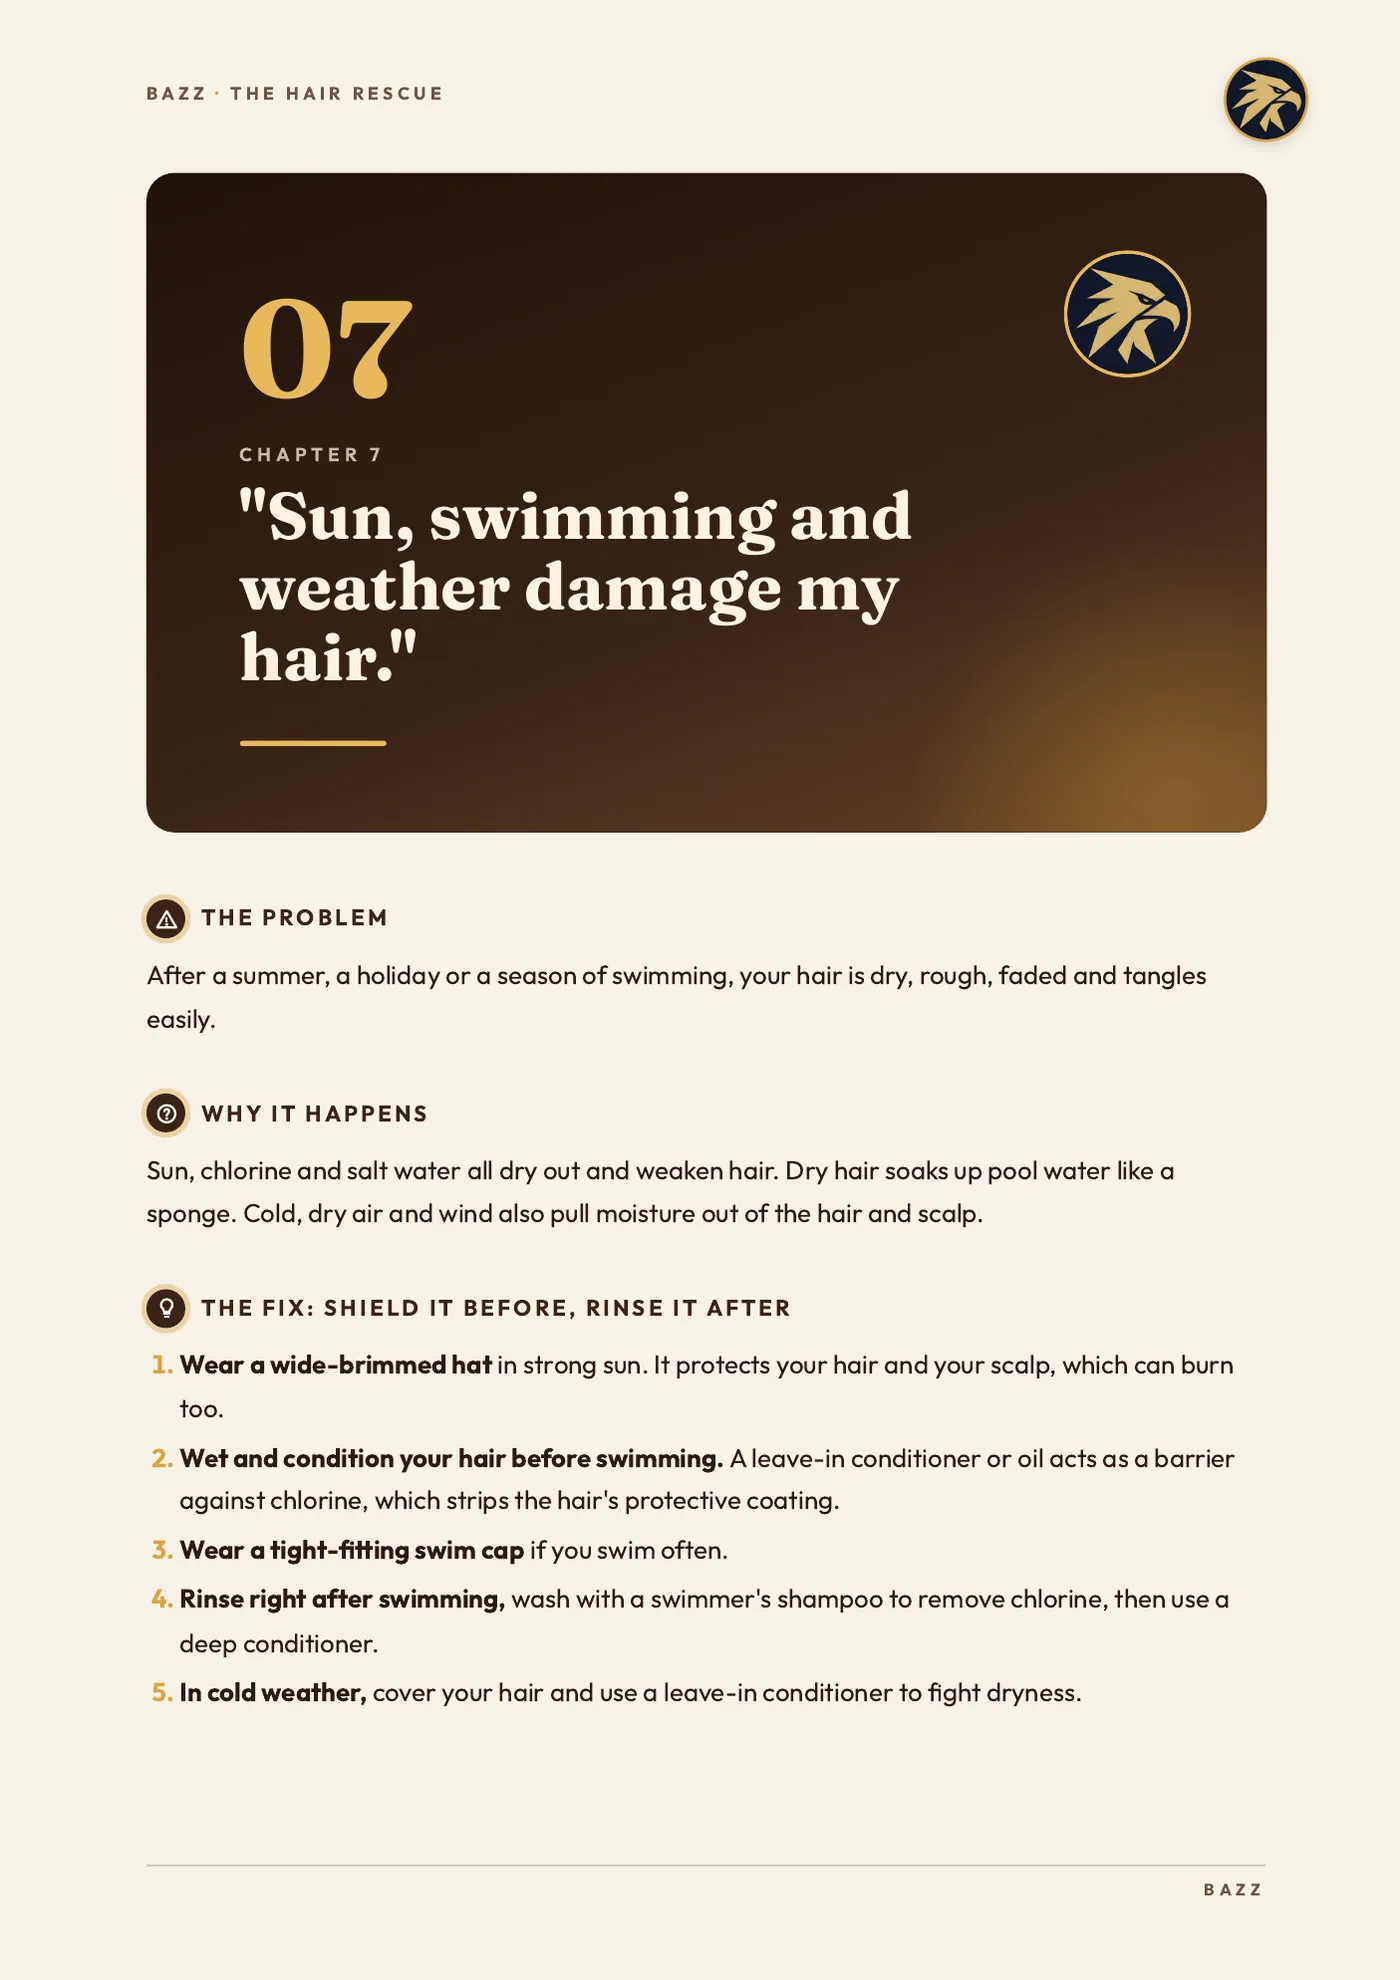 BAZZ · THE HAIR RESCUE
07
CHAPTER 7
"Sun, swimming and
weather damage my
hair."
THE PROBLEM
After a summer, a holiday or a season of swimming, your hair is dry, rough, faded and tangles
easily.
WHY IT HAPPENS
Sun, chlorine and salt water all dry out and weaken hair. Dry hair soaks up pool water like a
sponge. Cold, dry air and wind also pull moisture out of the hair and scalp.
THE FIX: SHIELD IT BEFORE, RINSE IT AFTER
1. Wear a wide-brimmed hat in strong sun. It protects your hair and your scalp, which can burn
too.
2. Wet and condition your hair before swimming. A leave-in conditioner or oil acts as a barrier
against chlorine, which strips the hair's protective coating.
3. Wear a tight-fitting swim cap if you swim often.
4. Rinse right after swimming, wash with a swimmer's shampoo to remove chlorine, then use a
deep conditioner.
5. In cold weather, cover your hair and use a leave-in conditioner to fight dryness.
BAZZ